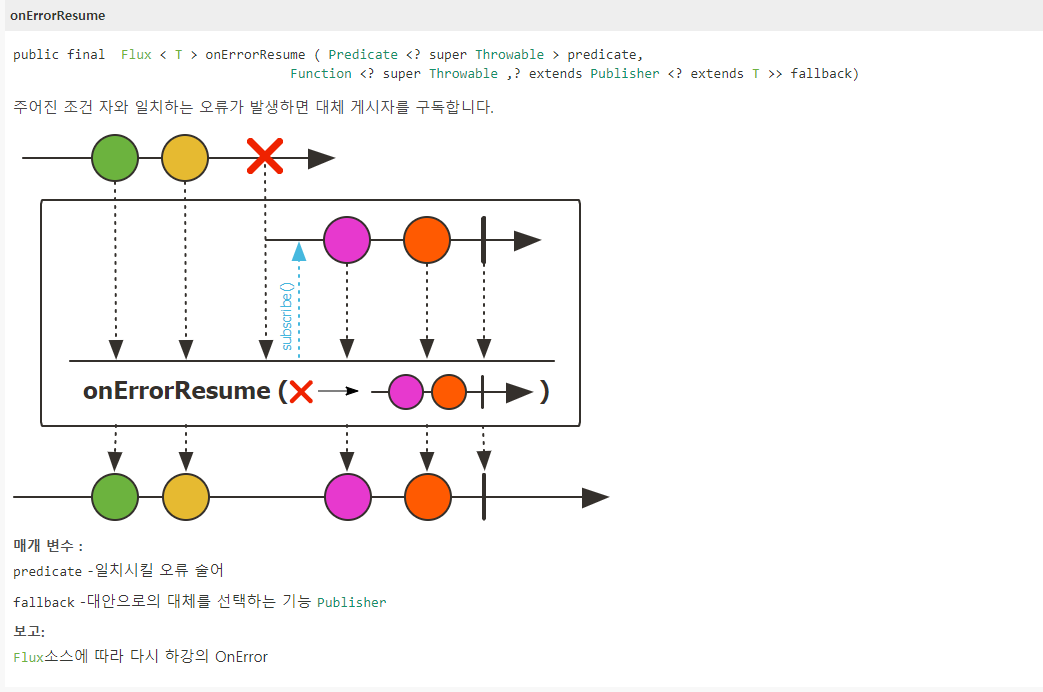 onErrorResume
public final Flux < T > onErrorResume ( Predicate <? super Throwable > predicate,
Function <? super Throwable ,? extends Publisher <? extends T >> fallback)
주어진 조건 자와 일치하는 오류가 발생하면 대체 게시자를 구독합니다.
subscribe()
onErrorResume ( )
매개 변수 :
predicate -일치시킬 오류 술어
fallback -대안으로의 대체를 선택하는 기능 Publisher
보고:
Flux소스에 따라 다시 하강의 OnError